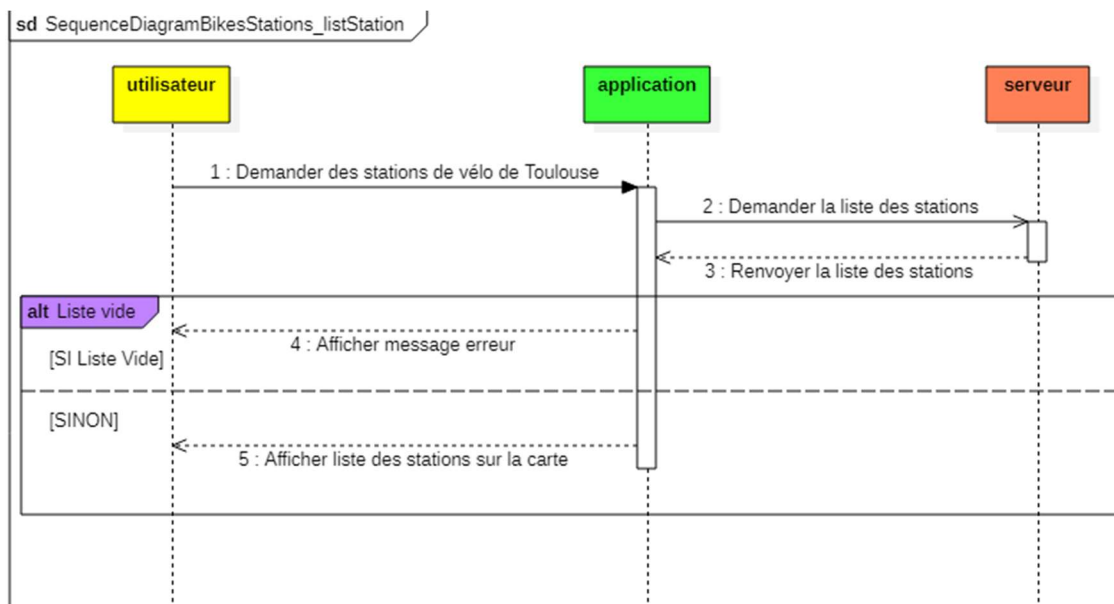 sd SequenceDiagramBikesStations_listStation
utilisateur
application
serveur
1 : Demander des stations de vélo de Toulouse
2 : Demander la liste des stations
3 : Renvoyer la liste des stations
alt Liste vide
4 : Afficher message erreur
[SI Liste Vide]
[SINON]
5 : Afficher liste des stations sur la carte